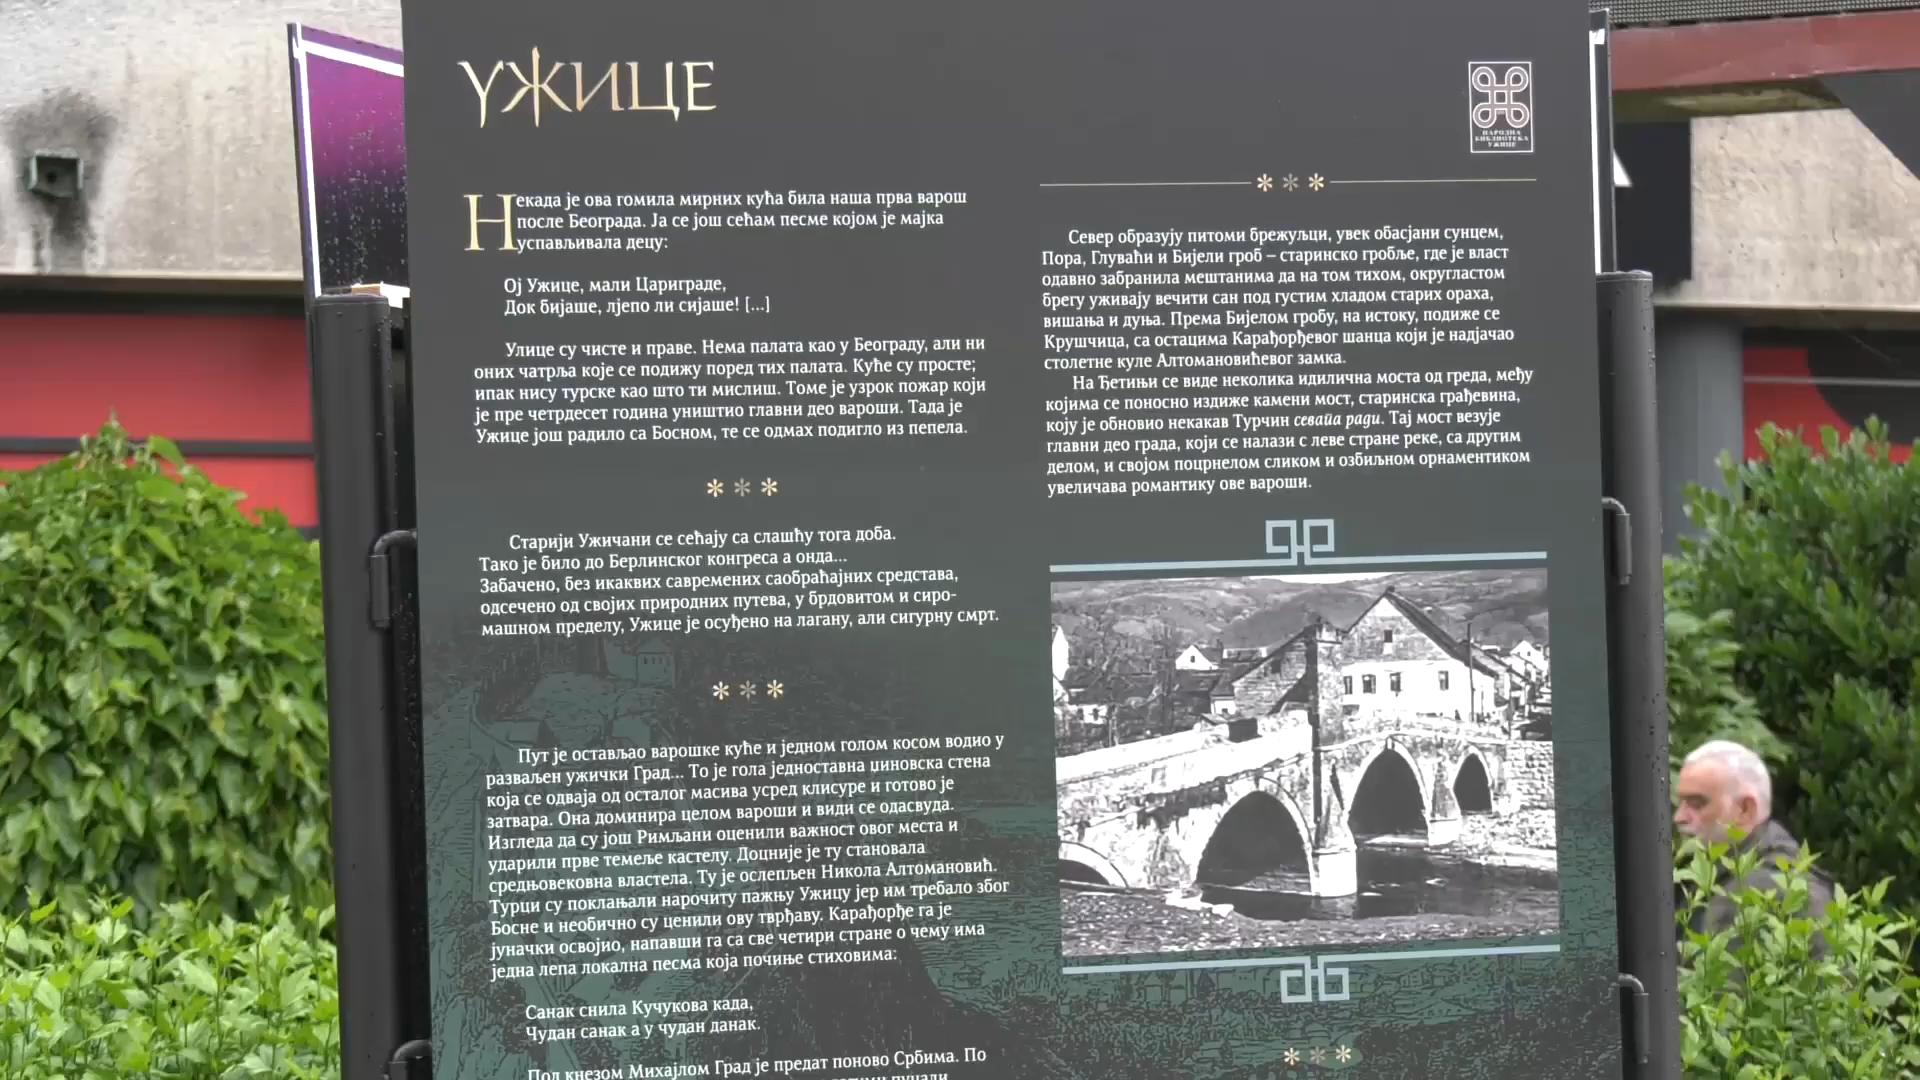 УЖИЦЕ
Некада је ова гомила мирних кућа била наша прва варош
после Београда. Ја се још сећам песме којом је мајка
успављивала децу:
Ој Ужице, мали Цариграде,
Док бијаше, лјепо ли сијаше! [...]
Улице су чисте и праве. Нема палата као у Београду, али ни
оних чатрља које се подижу поред тих палата. Куће су просте;
ипак нису турске као што ти мислиш. Томе је узрок пожар који
је пре четрдесет година уништио главни део вароши. Тада је
Ужице још радило са Босном, те се одмах подигло из пепела.
* * *
Старији Ужичани се сећају са слашћу тога доба.
Тако је било до Берлинског конгреса а онда...
Забачено, без икаквих савремених саобраћајних средстава,
одсечено од својих природних путева, у брдовитом и сиро-
машном пределу, Ужице је осуђено на лагану, али сигурну смрт.
* * *
Пут је остављао варошке куће и једном голом косом водио у
разваљен ужички Град... То је гола једноставна џиновска стена
која се одваја од осталог масива усред клисуре и готово је
затвара. Она доминира целом вароши и види се одасвуда.
Изгледа да су још Римљани оценили важност овог места и
ударили прве темеље кастелу. Доцније је ту становала
средњовековна властела. Ту је ослепљен Никола Алтомановић.
Турци су поклањали нарочиту пажњу Ужицу јер им требало због
Босне и необично су ценили ову тврђаву. Карађорђе га је
јуначки освојио, напавши га са све четири стране о чему има
једна лепа локална песма која почиње стиховима:
Санак снила Кучукова када,
Чудан санак а у чудан данак.
Под кнезом Михајлом Град је предат поново Србима. По
НАРОДНА
БИБЛИОТЕКА
УЖИЦЕ
* * *
Север образују питоми брежуљци, увек обасјани сунцем,
Пора, Глуваћи и Бијели гроб – старинско гробље, где је власт
одавно забранила мештанима да на том тихом, округластом
брегу уживају вечити сан под густим хладом старих ораха,
вишања и дуња. Према Бијелом гробу, на истоку, подиже се
Крушчица, са остацима Карађорђевог шанца који је надјачао
столетне куле Алтомановићевог замка.
На Ђетињи се виде неколика идилична моста од греда, међу
којима се поносно издиже камени мост, старинска грађевина,
коју је обновио некакав Турчин севапа ради. Тај мост везује
главни део града, који се налази с леве стране реке, са другим
делом, и својом поцрнелом сликом и озбиљном орнаментиком
увеличава романтику ове вароши.
* * *